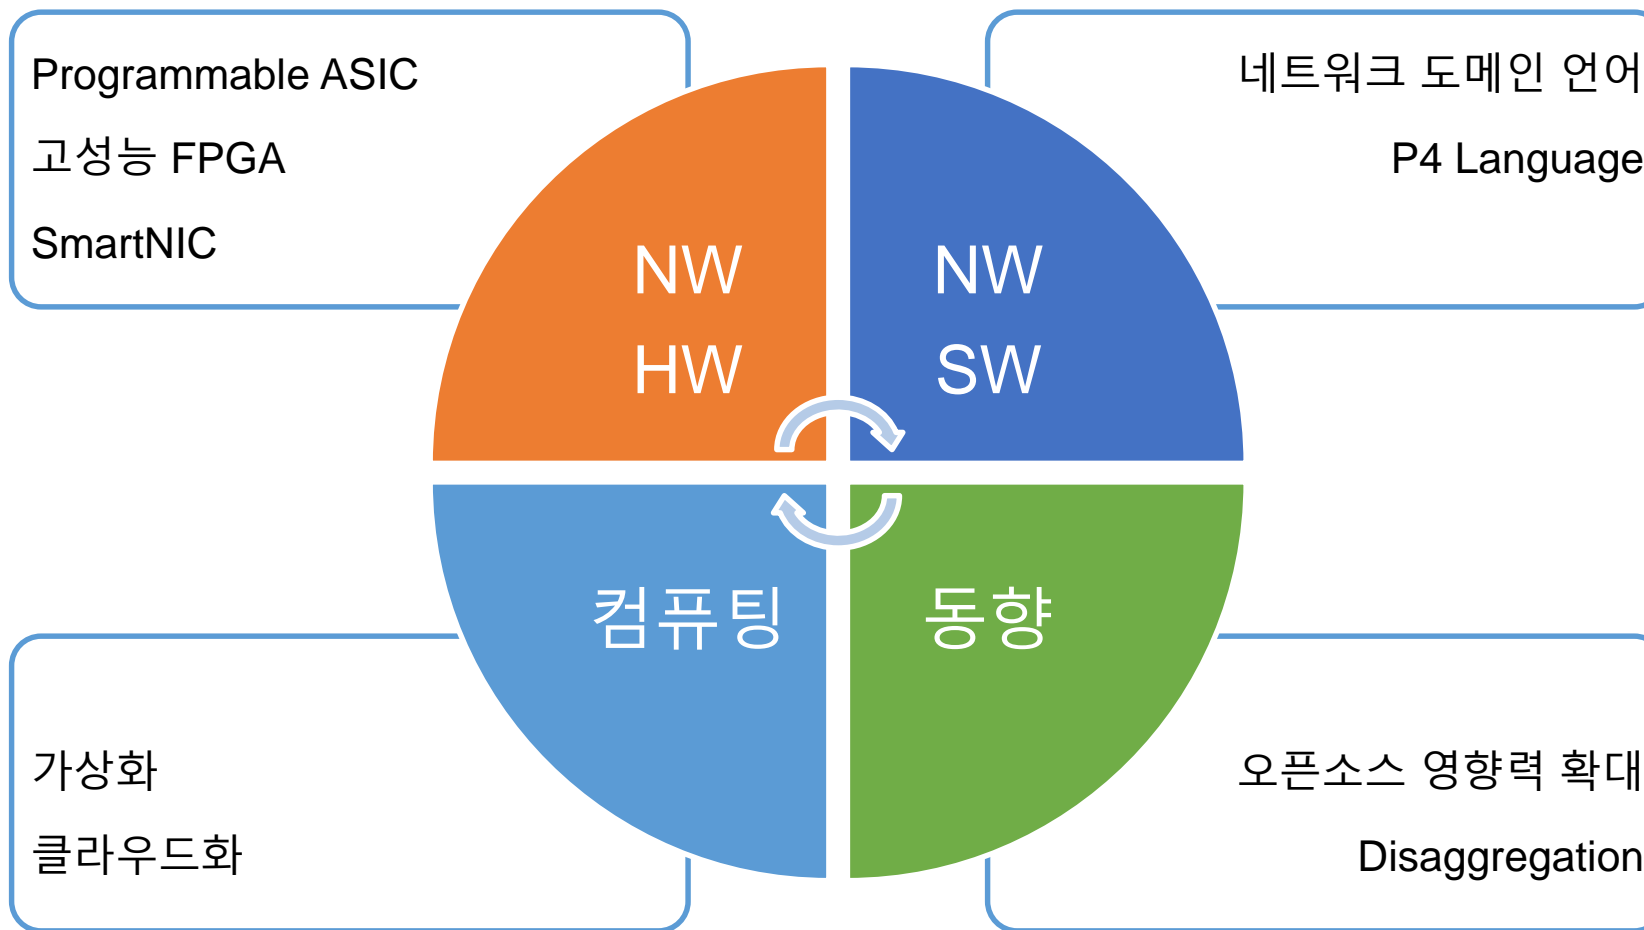 Programmable ASIC
고성능 FPGA
SmartNIC
네트워크 도메인 언어
P4 Language
NW
HW
NW
SW
컴퓨팅
동향
가상화
클라우드화
오픈소스 영향력 확대
Disaggregation